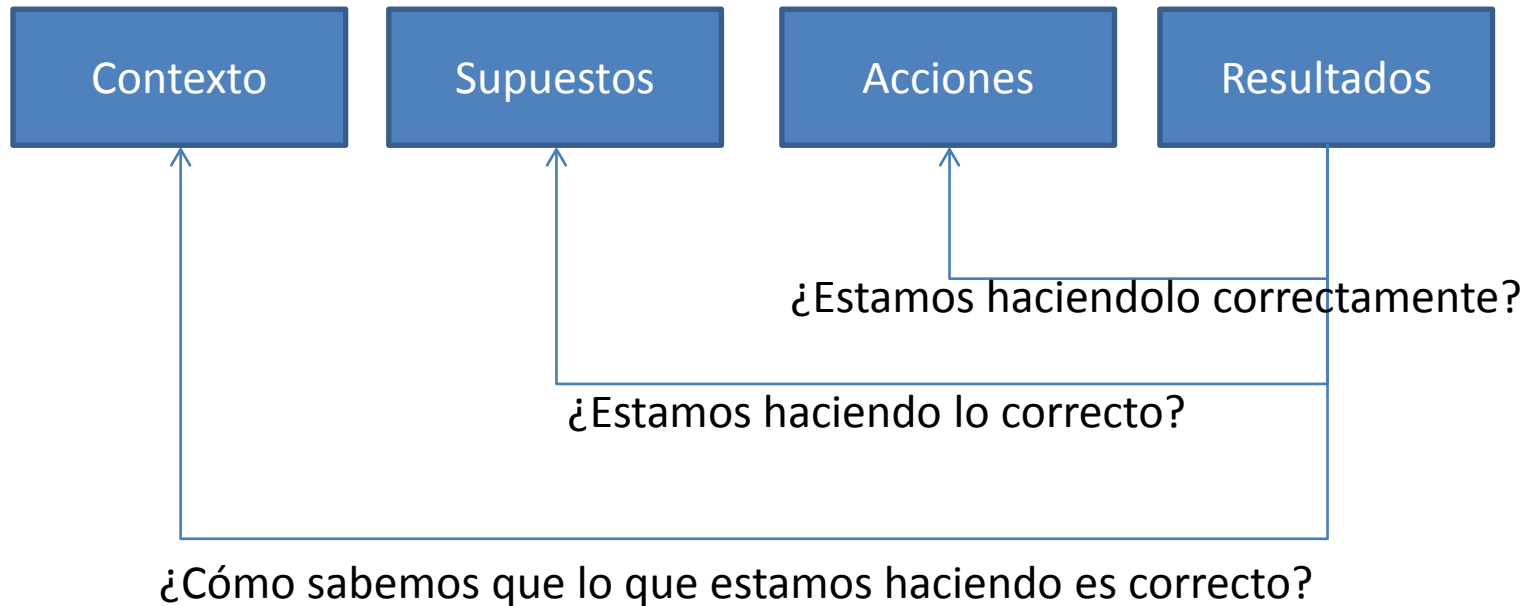 Contexto
Supuestos
Acciones
Resultados
¿Estamos haciendolo correctamente?
¿Estamos haciendo lo correcto?
¿Cómo sabemos que lo que estamos haciendo es correcto?